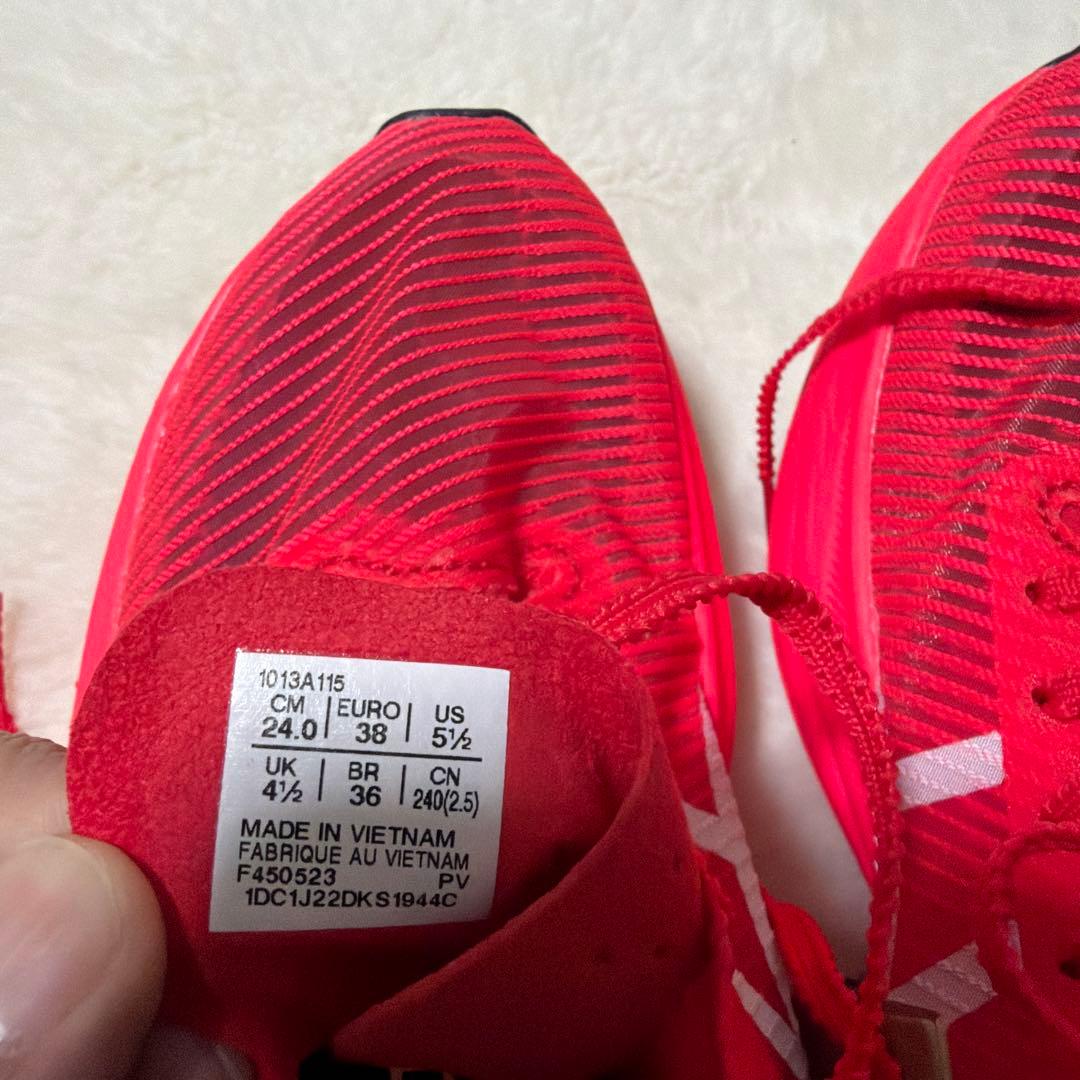 1013A115
CM EURO US
24.0 38 5½
UK BR CN
4½ 36 240(2.5)
MADE IN VIETNAM
FABRIQUE AU VIETNAM
F450523 PV
1DC1J22DKS1944C